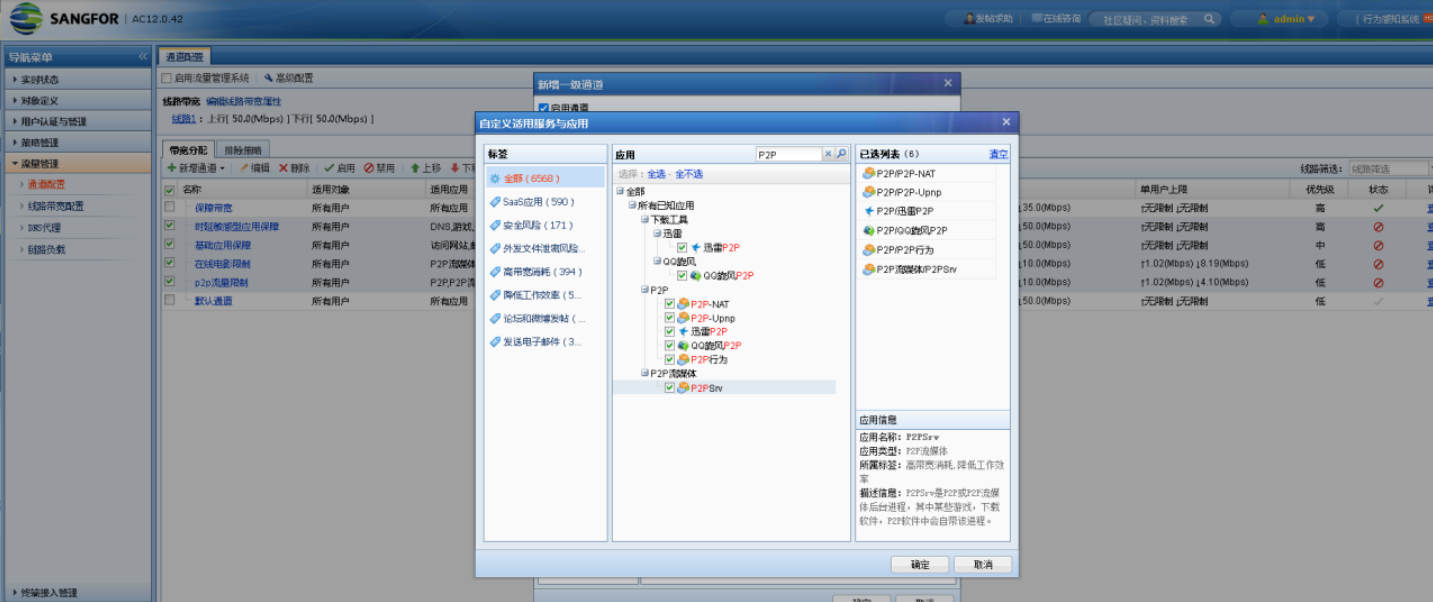 SANGFOR | AC12.0.42
发帖求助 在线咨询 社区疑问、资料搜索 admin 行为感知系统
导航菜单
实时状态
对象定义
用户认证与管理
策略管理
流量管理
通道配置
线路带宽配置
DNS代理
链路负载
终端接入管理
通道配置
启用流量管理系统 高级配置
线路带宽 编辑线路带宽属性
线路1：上行[ 50.0(Mbps) ]下行[ 50.0(Mbps) ]
带宽分配 排除策略
新增通道 编辑 删除 启用 禁用 上移 下移
线路筛选： 线路筛选
名称 适用对象 适用应用 单用户上限 优先级 状态
保障带宽 所有用户 所有应用 35.0(Mbps) ↑无限制 ↓无限制 高
时延敏感型应用保障 所有用户 DNS,游戏, ↓50.0(Mbps) ↑无限制 ↓无限制 高
基础应用保障 所有用户 访问网站, ↓50.0(Mbps) ↑无限制 ↓无限制 中
在线电影限制 所有用户 P2P流媒体 ↓10.0(Mbps) ↑1.02(Mbps) ↓8.19(Mbps) 低
p2p流量限制 所有用户 P2P,P2P流 ↓10.0(Mbps) ↑1.02(Mbps) ↓4.10(Mbps) 低
默认通道 所有用户 所有应用 ↓50.0(Mbps) ↑无限制 ↓无限制 低
新增一级通道
启用通道
自定义适用服务与应用
标签
全部 ( 6568 )
SaaS应用 ( 590 )
安全风险 ( 171 )
外发文件泄密风险...
高带宽消耗 ( 394 )
降低工作效率 ( 5...
论坛和微博发帖 ( ...
发送电子邮件 ( 3...
应用 P2P
选择：全选 - 全不选
全部
所有已知应用
下载工具
迅雷
迅雷P2P
QQ旋风
QQ旋风P2P
P2P
P2P-NAT
P2P-Upnp
迅雷P2P
QQ旋风P2P
P2P行为
P2P流媒体
P2PSrv
已选列表 (6) 清空
P2P/P2P-NAT
P2P/P2P-Upnp
P2P/迅雷P2P
P2P/QQ旋风P2P
P2P/P2P行为
P2P流媒体/P2PSrv
应用信息
应用名称：P2PSrv
应用类型：P2P流媒体
所属标签：高带宽消耗,降低工作效
率
描述信息：P2PSrv是P2P或P2P流媒
体后台进程，其中某些游戏，下载
软件，P2P软件中会自带该进程。
确定 取消